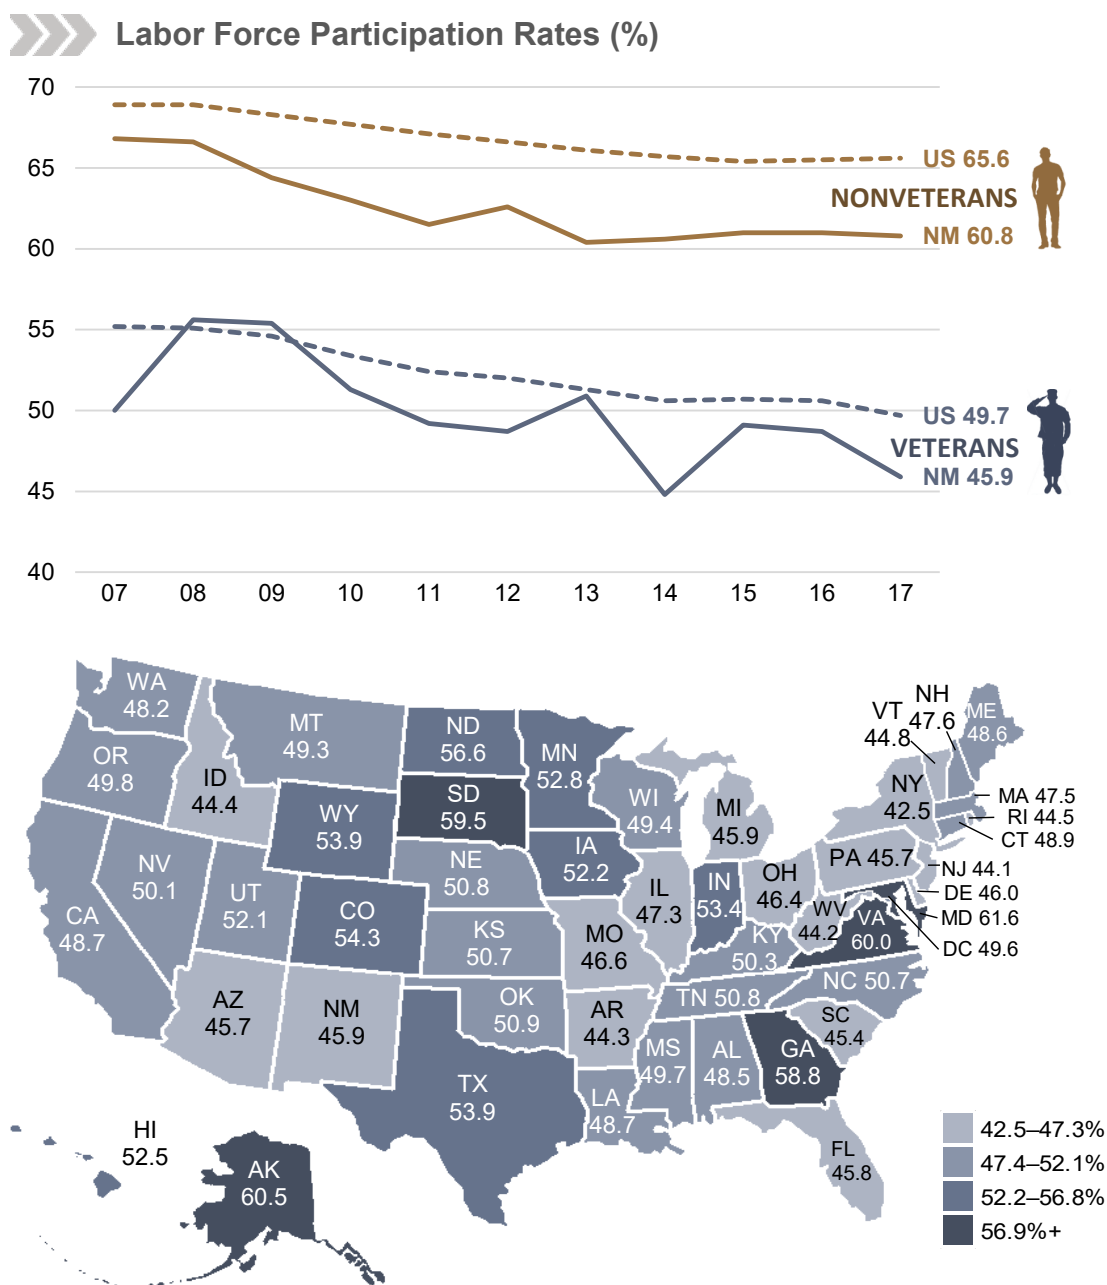 Labor Force Participation Rates (%)
70
65
60
55
50
45
40
US 65.6
NONVETERANS
NM 60.8
US 49.7
VETERANS
NM 45.9
07 08 09 10 11 12 13 14 15 16 17
WA
48.2
OR
49.8
ID
44.4
MT
49.3
ND
56.6
MN
52.8
SD
59.5
WY
53.9
WI
49.4
MI
45.9
NH
47.6
VT
44.8
ME
48.6
NY
42.5
MA 47.5
RI 44.5
CT 48.9
PA 45.7
NJ 44.1
DE 46.0
MD 61.6
DC 49.6
NV
50.1
UT
52.1
CA
48.7
CO
54.3
NE
50.8
IA
52.2
KS
50.7
IL
47.3
IN
53.4
OH
46.4
WV
44.2
VA
60.0
KY
50.3
MO
46.6
NC 50.7
TN 50.8
AZ
45.7
NM
45.9
OK
50.9
AR
44.3
SC
45.4
MS
49.7
AL
48.5
GA
58.8
TX
53.9
LA
48.7
FL
45.8
HI
52.5
AK
60.5
42.5–47.3%
47.4–52.1%
52.2–56.8%
56.9%+